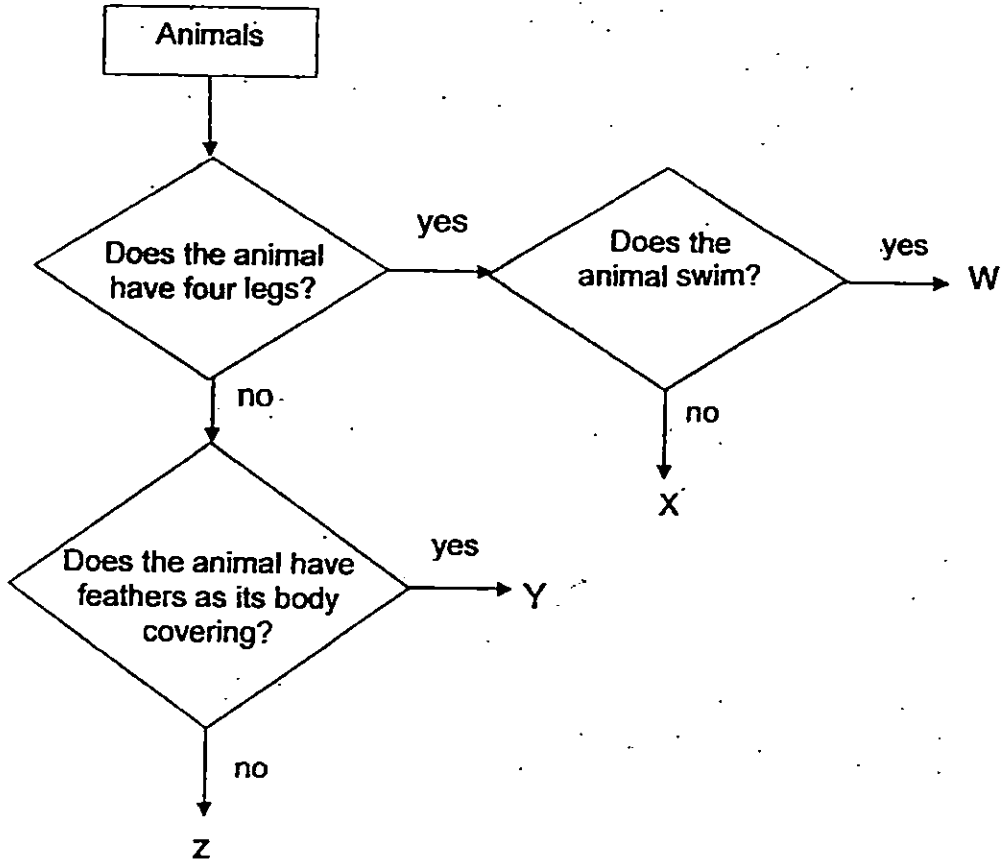 Animals
Does the animal
have four legs?
yes
Does the
animal swim?
yes
W
no
no
X
Does the animal have
feathers as its body
covering?
yes
Y
no
Z